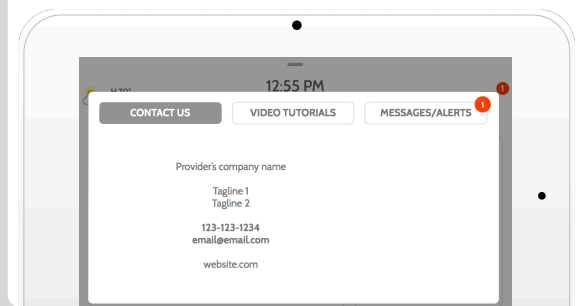 12:55 PM
1
CONTACT US
VIDEO TUTORIALS
MESSAGES/ALERTS
1
Provider's company name
Tagline 1
Tagline 2
123-123-1234
email@email.com
website.com